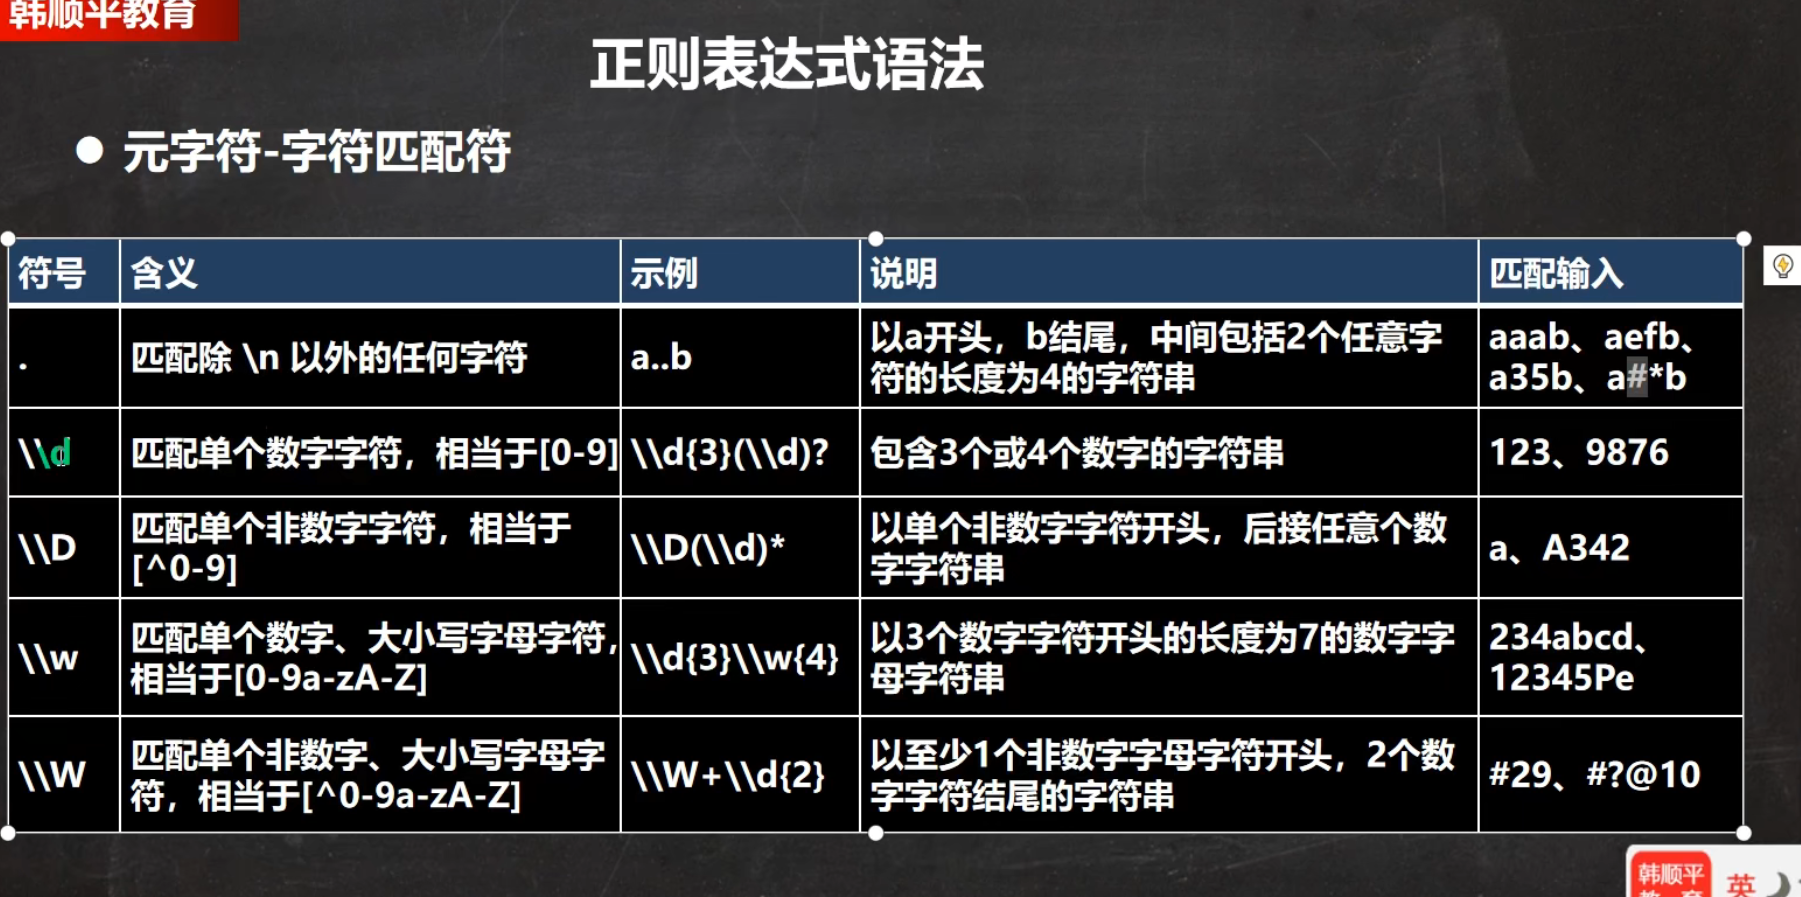 韩顺平教育
正则表达式语法
● 元字符-字符匹配符
符号 含义 示例 说明 匹配输入
. 匹配除 \n 以外的任何字符 a..b 以a开头，b结尾，中间包括2个任意字
符的长度为4的字符串 aaab、aefb、
a35b、a#*b
\\d 匹配单个数字字符，相当于[0-9] \\d{3}(\\d)? 包含3个或4个数字的字符串 123、9876
\\D 匹配单个非数字字符，相当于
[^0-9] \\D(\\d)* 以单个非数字字符开头，后接任意个数
字字符串 a、A342
\\w 匹配单个数字、大小写字母字符，
相当于[0-9a-zA-Z] \\d{3}\\w{4} 以3个数字字符开头的长度为7的数字字
母字符串 234abcd、
12345Pe
\\W 匹配单个非数字、大小写字母字
符，相当于[^0-9a-zA-Z] \\W+\\d{2} 以至少1个非数字字母字符开头，2个数
字字符结尾的字符串 #29、#?@10
韩顺平
英